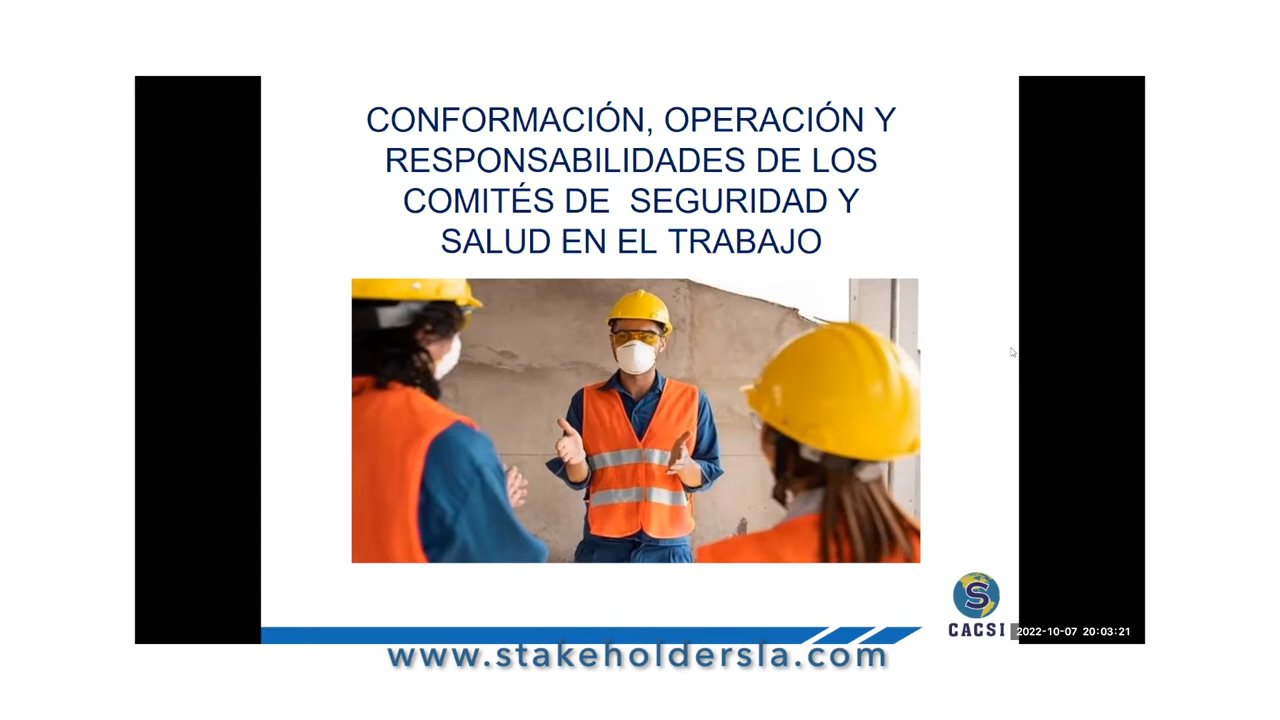 CONFORMACIÓN, OPERACIÓN Y
RESPONSABILIDADES DE LOS
COMITÉS DE  SEGURIDAD Y
SALUD EN EL TRABAJO
S
CACSI
2022-10-07 20:03:21
www.stakeholdersla.com